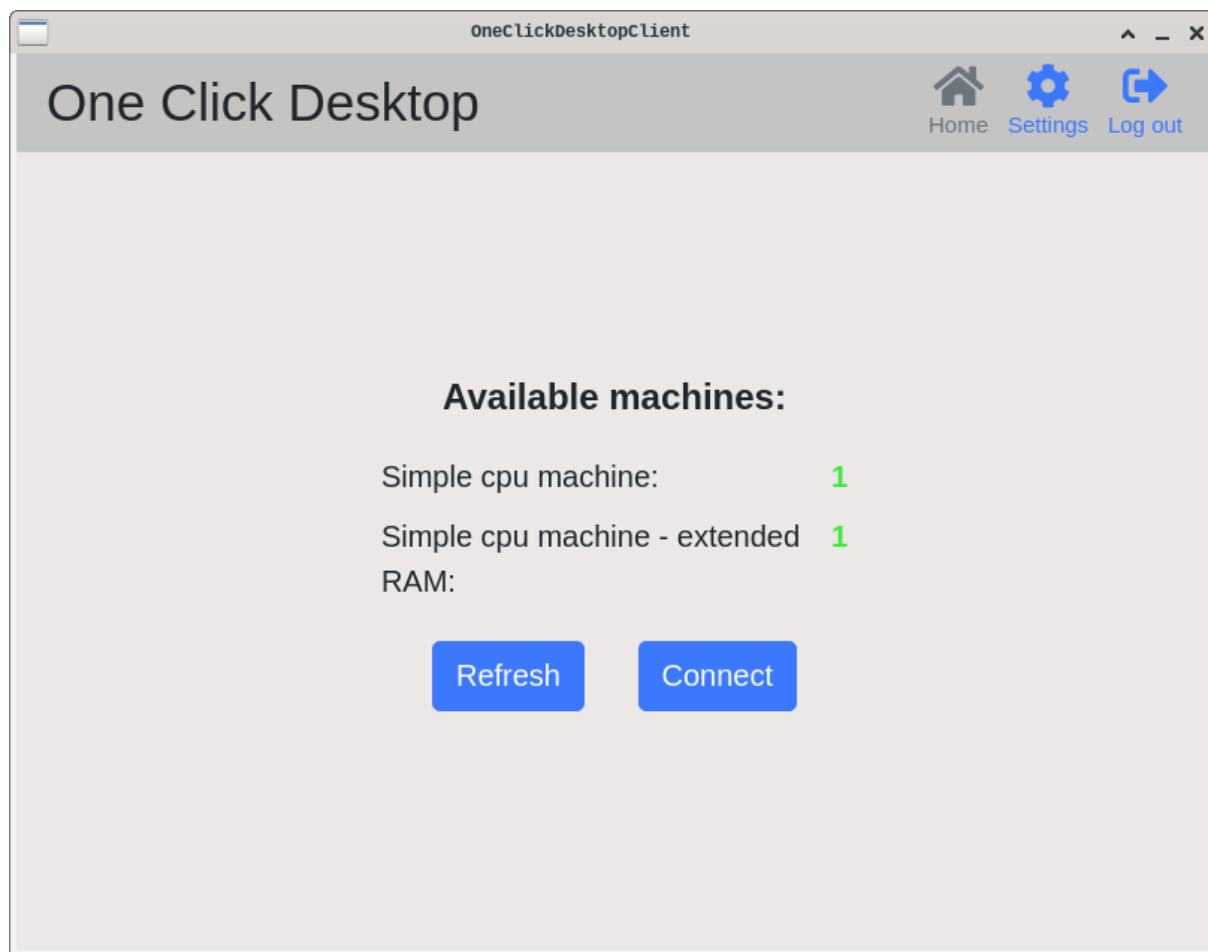 OneClickDesktopClient
One Click Desktop
Home
Settings
Log out
Available machines:
Simple cpu machine: 1
Simple cpu machine - extended 1
RAM:
Refresh
Connect